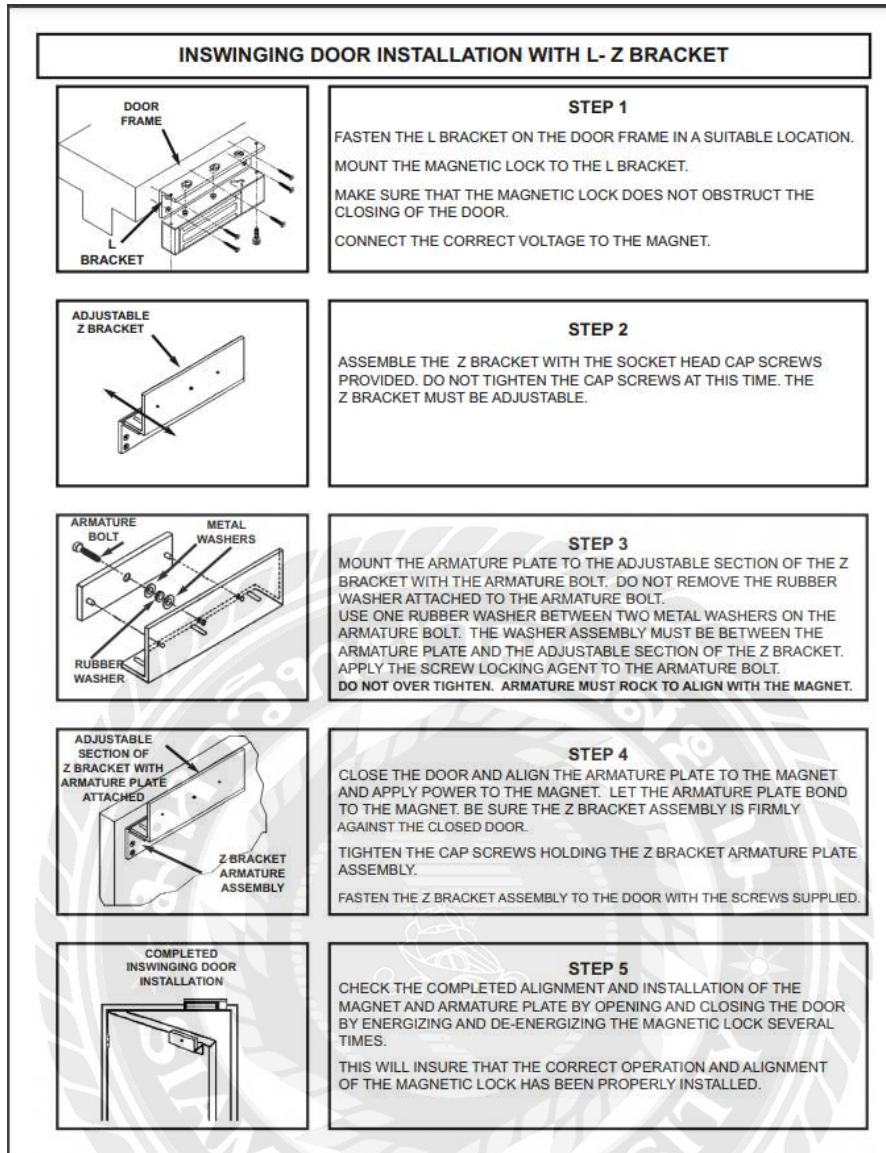 INSWINGING DOOR INSTALLATION WITH L- Z BRACKET
DOOR
FRAME
L
BRACKET
STEP 1
FASTEN THE L BRACKET ON THE DOOR FRAME IN A SUITABLE LOCATION.
MOUNT THE MAGNETIC LOCK TO THE L BRACKET.
MAKE SURE THAT THE MAGNETIC LOCK DOES NOT OBSTRUCT THE
CLOSING OF THE DOOR.
CONNECT THE CORRECT VOLTAGE TO THE MAGNET.
ADJUSTABLE
Z BRACKET
STEP 2
ASSEMBLE THE Z BRACKET WITH THE SOCKET HEAD CAP SCREWS
PROVIDED. DO NOT TIGHTEN THE CAP SCREWS AT THIS TIME. THE
Z BRACKET MUST BE ADJUSTABLE.
ARMATURE
BOLT
METAL
WASHERS
RUBBER
WASHER
STEP 3
MOUNT THE ARMATURE PLATE TO THE ADJUSTABLE SECTION OF THE Z
BRACKET WITH THE ARMATURE BOLT. DO NOT REMOVE THE RUBBER
WASHER ATTACHED TO THE ARMATURE BOLT.
USE ONE RUBBER WASHER BETWEEN TWO METAL WASHERS ON THE
ARMATURE BOLT. THE WASHER ASSEMBLY MUST BE BETWEEN THE
ARMATURE PLATE AND THE ADJUSTABLE SECTION OF THE Z BRACKET.
APPLY THE SCREW LOCKING AGENT TO THE ARMATURE BOLT.
DO NOT OVER TIGHTEN. ARMATURE MUST ROCK TO ALIGN WITH THE MAGNET.
ADJUSTABLE
SECTION OF
Z BRACKET WITH
ARMATURE PLATE
ATTACHED
Z BRACKET
ARMATURE
ASSEMBLY
STEP 4
CLOSE THE DOOR AND ALIGN THE ARMATURE PLATE TO THE MAGNET
AND APPLY POWER TO THE MAGNET. LET THE ARMATURE PLATE BOND
TO THE MAGNET. BE SURE THE Z BRACKET ASSEMBLY IS FIRMLY
AGAINST THE CLOSED DOOR.
TIGHTEN THE CAP SCREWS HOLDING THE Z BRACKET ARMATURE PLATE
ASSEMBLY.
FASTEN THE Z BRACKET ASSEMBLY TO THE DOOR WITH THE SCREWS SUPPLIED.
COMPLETED
INSWINGING DOOR
INSTALLATION
STEP 5
CHECK THE COMPLETED ALIGNMENT AND INSTALLATION OF THE
MAGNET AND ARMATURE PLATE BY OPENING AND CLOSING THE DOOR
BY ENERGIZING AND DE-ENERGIZING THE MAGNETIC LOCK SEVERAL
TIMES.
THIS WILL INSURE THAT THE CORRECT OPERATION AND ALIGNMENT
OF THE MAGNETIC LOCK HAS BEEN PROPERLY INSTALLED.